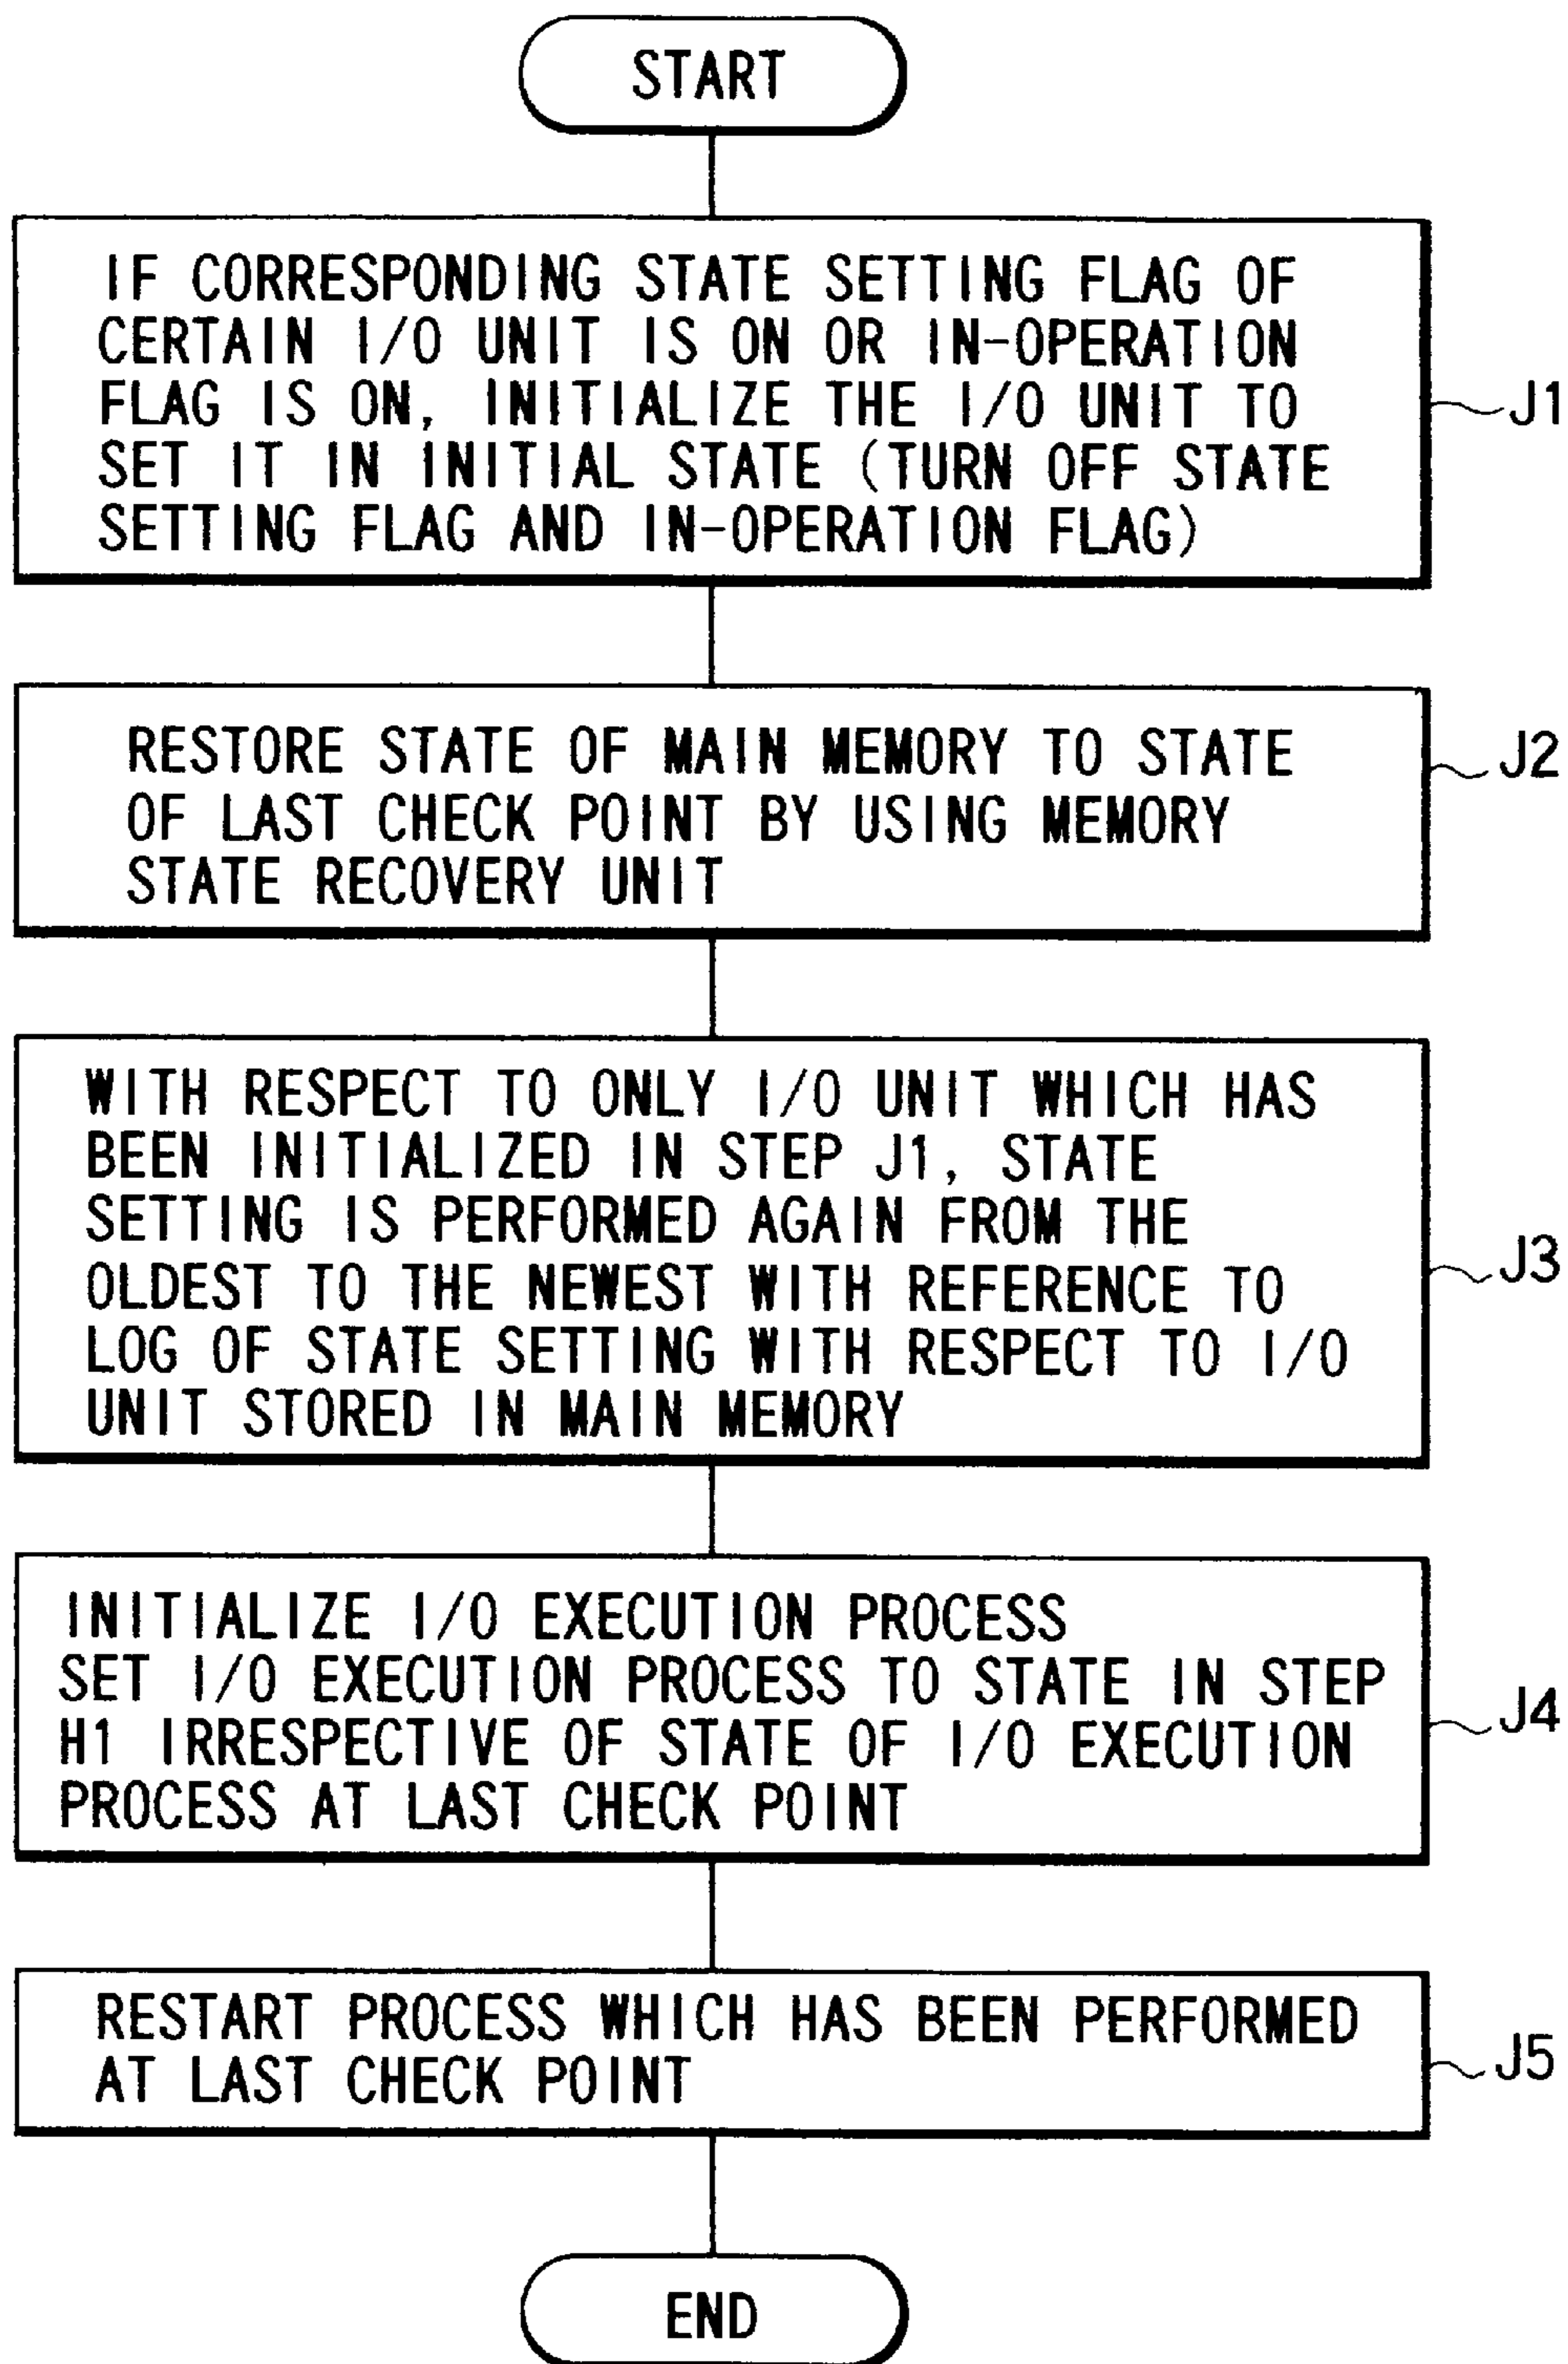 START
IF CORRESPONDING STATE SETTING FLAG OF
CERTAIN I/O UNIT IS ON OR IN-OPERATION
FLAG IS ON, INITIALIZE THE I/O UNIT TO
SET IT IN INITIAL STATE (TURN OFF STATE
SETTING FLAG AND IN-OPERATION FLAG)
J1
RESTORE STATE OF MAIN MEMORY TO STATE
OF LAST CHECK POINT BY USING MEMORY
STATE RECOVERY UNIT
J2
WITH RESPECT TO ONLY I/O UNIT WHICH HAS
BEEN INITIALIZED IN STEP J1, STATE
SETTING IS PERFORMED AGAIN FROM THE
OLDEST TO THE NEWEST WITH REFERENCE TO
LOG OF STATE SETTING WITH RESPECT TO I/O
UNIT STORED IN MAIN MEMORY
J3
INITIALIZE I/O EXECUTION PROCESS
SET I/O EXECUTION PROCESS TO STATE IN STEP
H1 IRRESPECTIVE OF STATE OF I/O EXECUTION
PROCESS AT LAST CHECK POINT
J4
RESTART PROCESS WHICH HAS BEEN PERFORMED
AT LAST CHECK POINT
J5
END